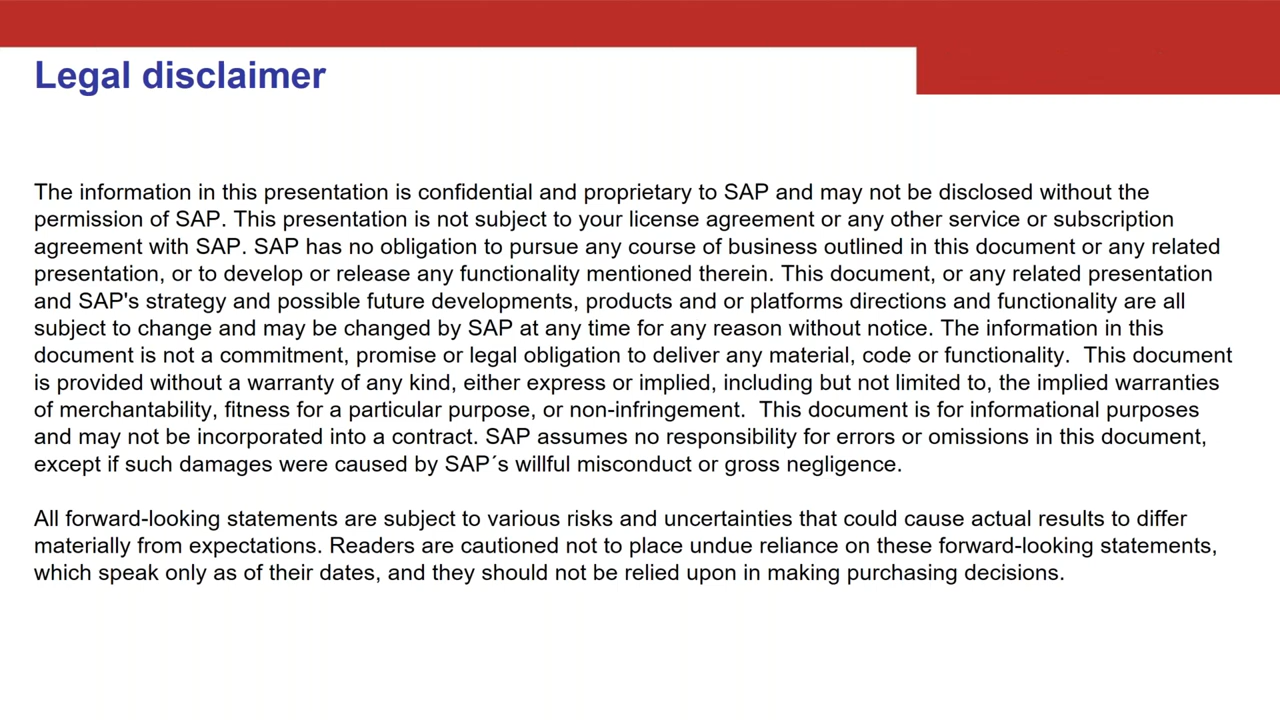 Legal disclaimer
The information in this presentation is confidential and proprietary to SAP and may not be disclosed without the
permission of SAP. This presentation is not subject to your license agreement or any other service or subscription
agreement with SAP. SAP has no obligation to pursue any course of business outlined in this document or any related
presentation, or to develop or release any functionality mentioned therein. This document, or any related presentation
and SAP's strategy and possible future developments, products and or platforms directions and functionality are all
subject to change and may be changed by SAP at any time for any reason without notice. The information in this
document is not a commitment, promise or legal obligation to deliver any material, code or functionality.  This document
is provided without a warranty of any kind, either express or implied, including but not limited to, the implied warranties
of merchantability, fitness for a particular purpose, or non-infringement.  This document is for informational purposes
and may not be incorporated into a contract. SAP assumes no responsibility for errors or omissions in this document,
except if such damages were caused by SAP´s willful misconduct or gross negligence.
All forward-looking statements are subject to various risks and uncertainties that could cause actual results to differ
materially from expectations. Readers are cautioned not to place undue reliance on these forward-looking statements,
which speak only as of their dates, and they should not be relied upon in making purchasing decisions.